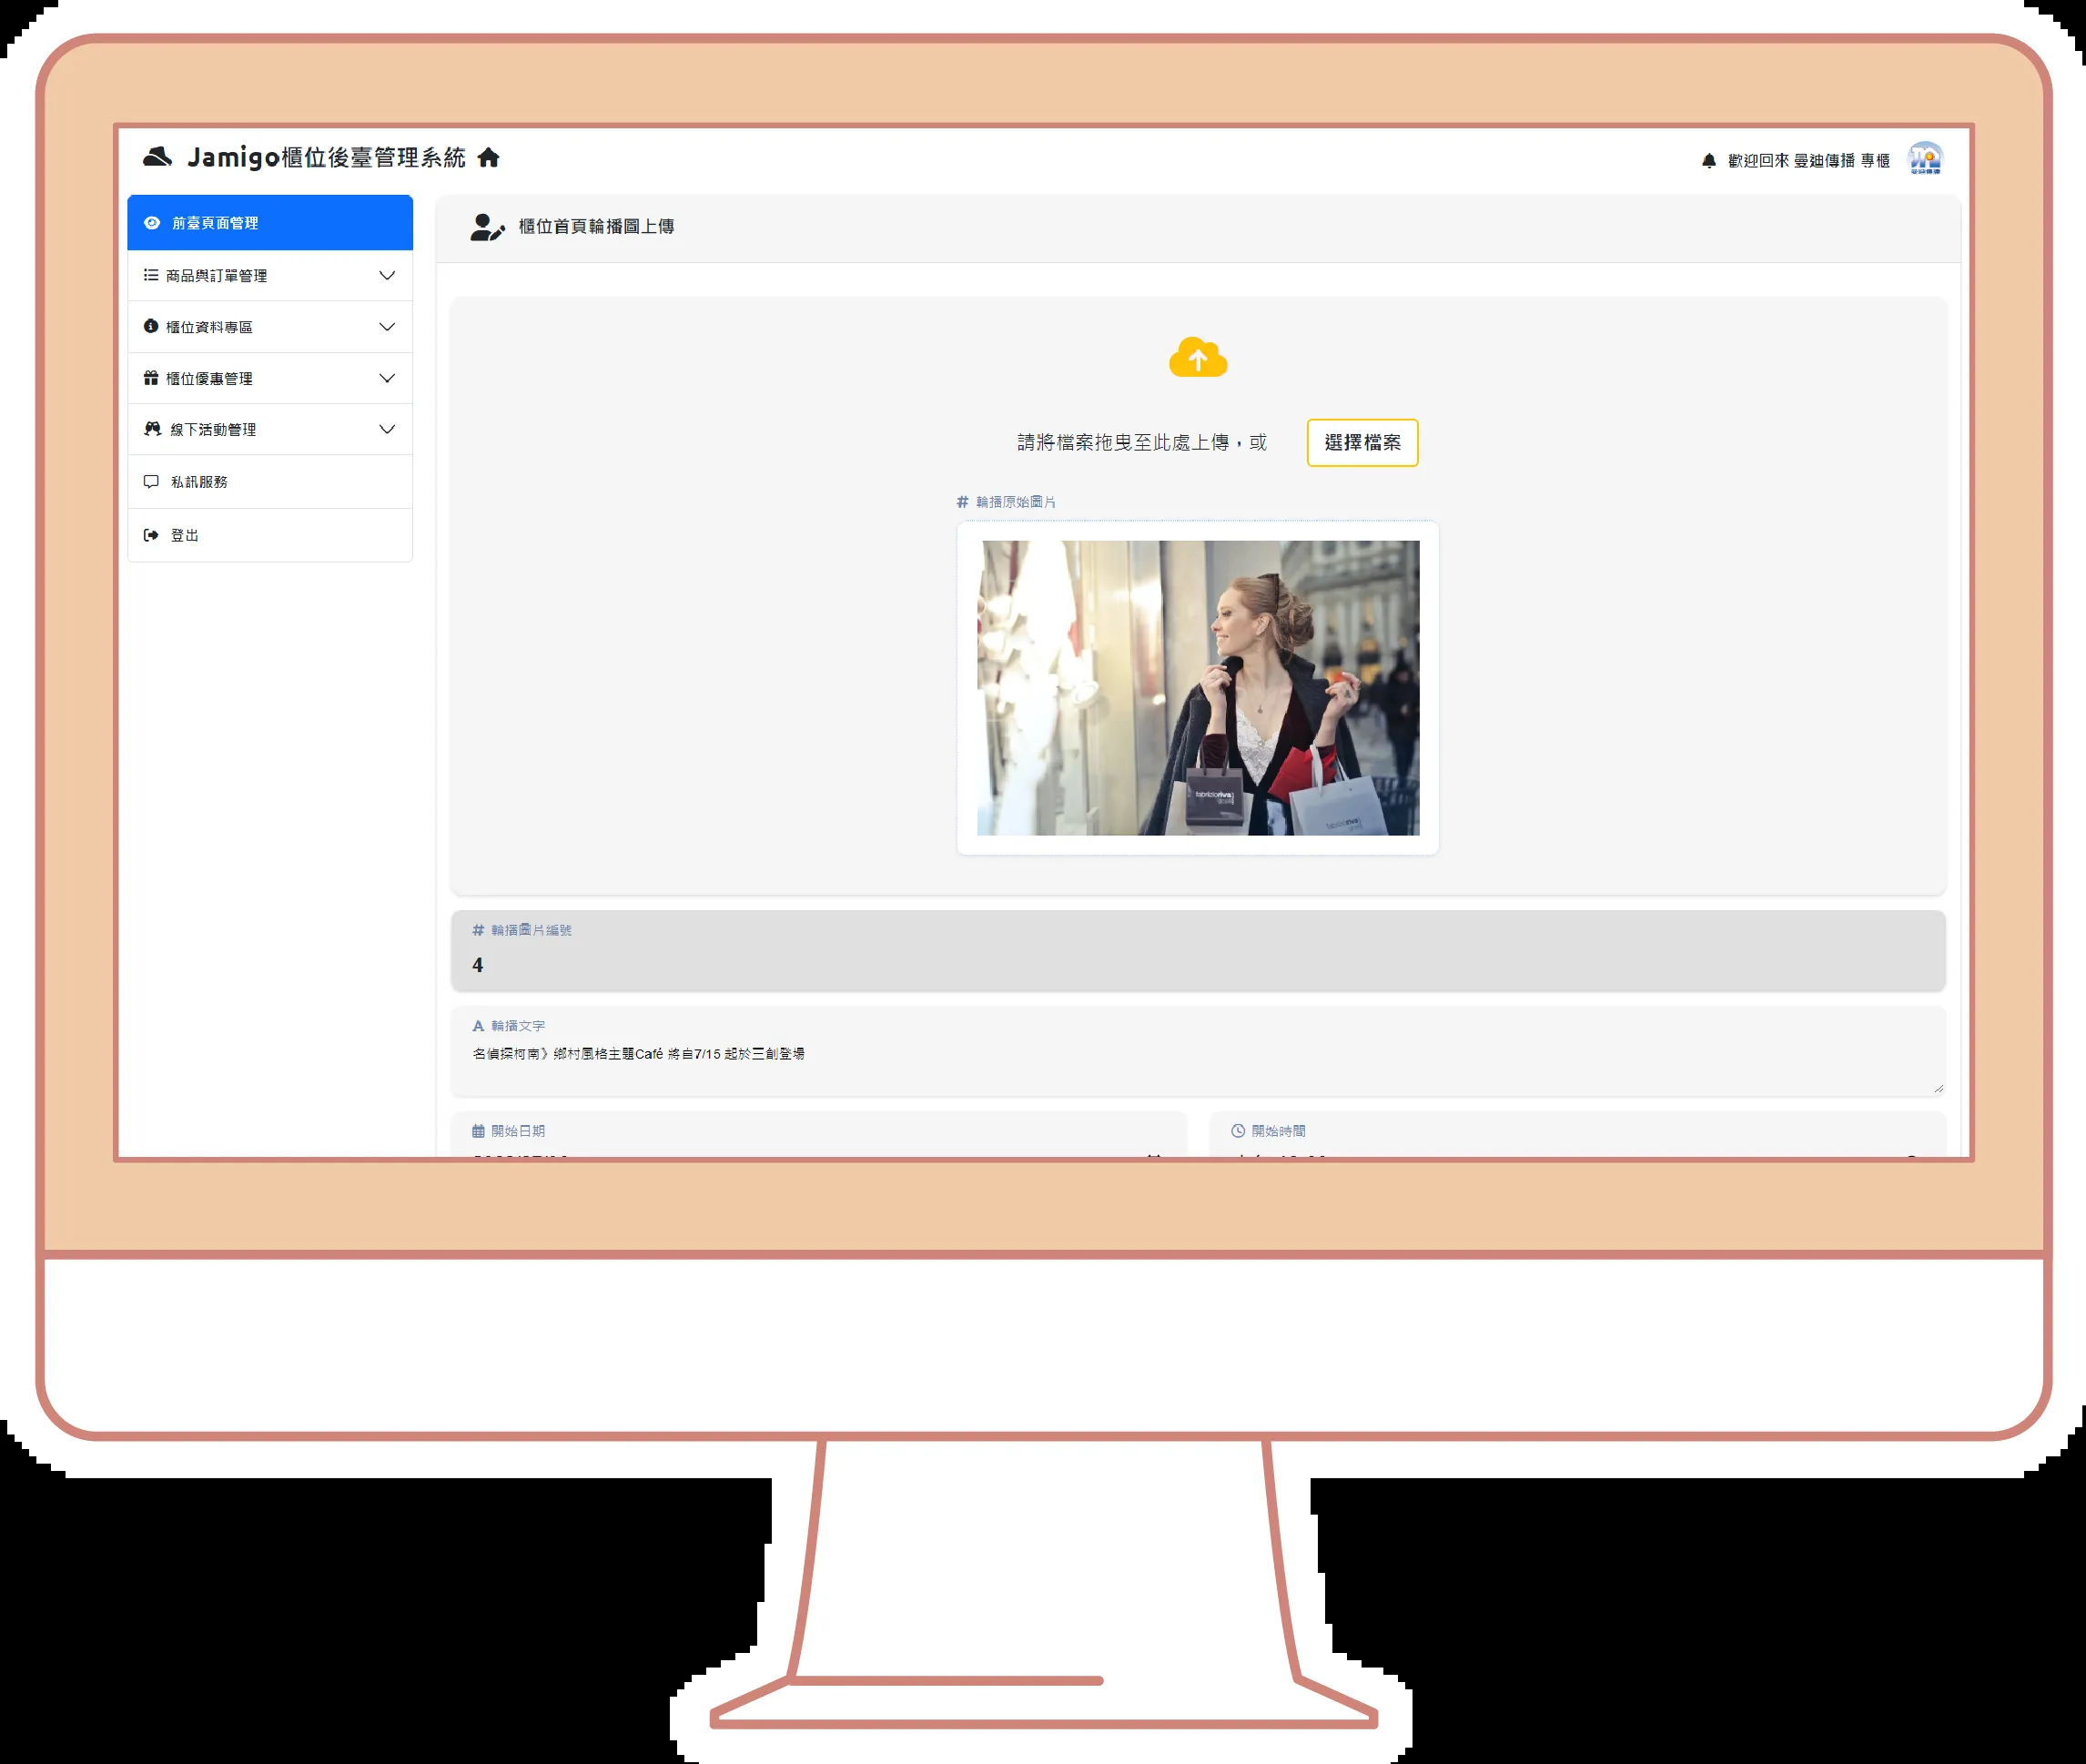 Jamigo櫃位後臺管理系統
歡迎回來 曼迪傳播 專櫃
前臺頁面管理
商品與訂單管理
櫃位資料專區
櫃位優惠管理
線下活動管理
私訊服務
登出
櫃位首頁輪播圖上傳
請將檔案拖曳至此處上傳，或
選擇檔案
# 輪播原始圖片
fabrizioriva
# 輪播圖片編號
4
A 輪播文字
名偵探柯南》鄉村風格主題Café 將自7/15 起於三創登場
開始日期
開始時間